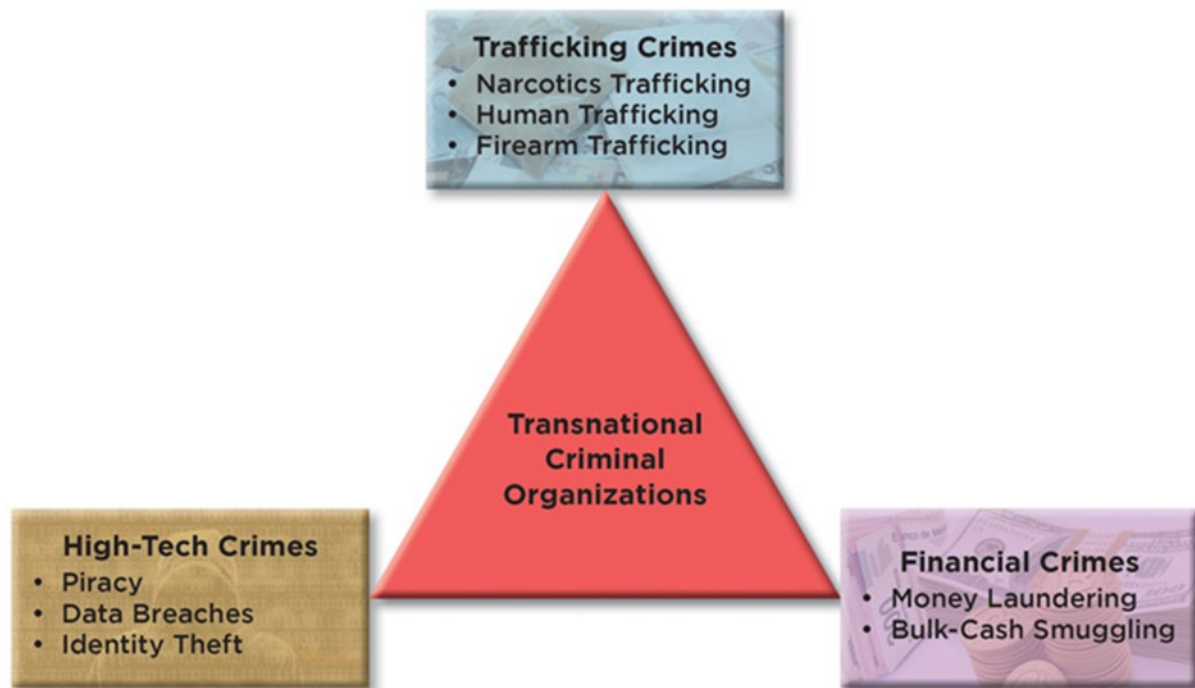 Trafficking Crimes
• Narcotics Trafficking
• Human Trafficking
• Firearm Trafficking
Transnational
Criminal
Organizations
High-Tech Crimes
• Piracy
• Data Breaches
• Identity Theft
Financial Crimes
• Money Laundering
• Bulk-Cash Smuggling